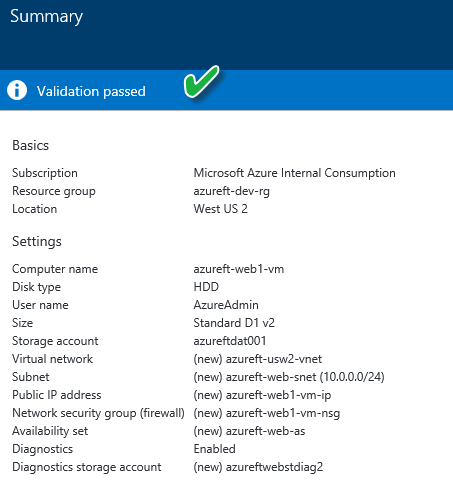 Summary
Validation passed
Basics
Subscription Microsoft Azure Internal Consumption
Resource group azureft-dev-rg
Location West US 2
Settings
Computer name azureft-web1-vm
Disk type HDD
User name AzureAdmin
Size Standard D1 v2
Storage account azureftdat001
Virtual network (new) azureft-usw2-vnet
Subnet (new) azureft-web-snet (10.0.0.0/24)
Public IP address (new) azureft-web1-vm-ip
Network security group (firewall) (new) azureft-web1-vm-nsg
Availability set (new) azureft-web-as
Diagnostics Enabled
Diagnostics storage account (new) azureftwebstdiag2